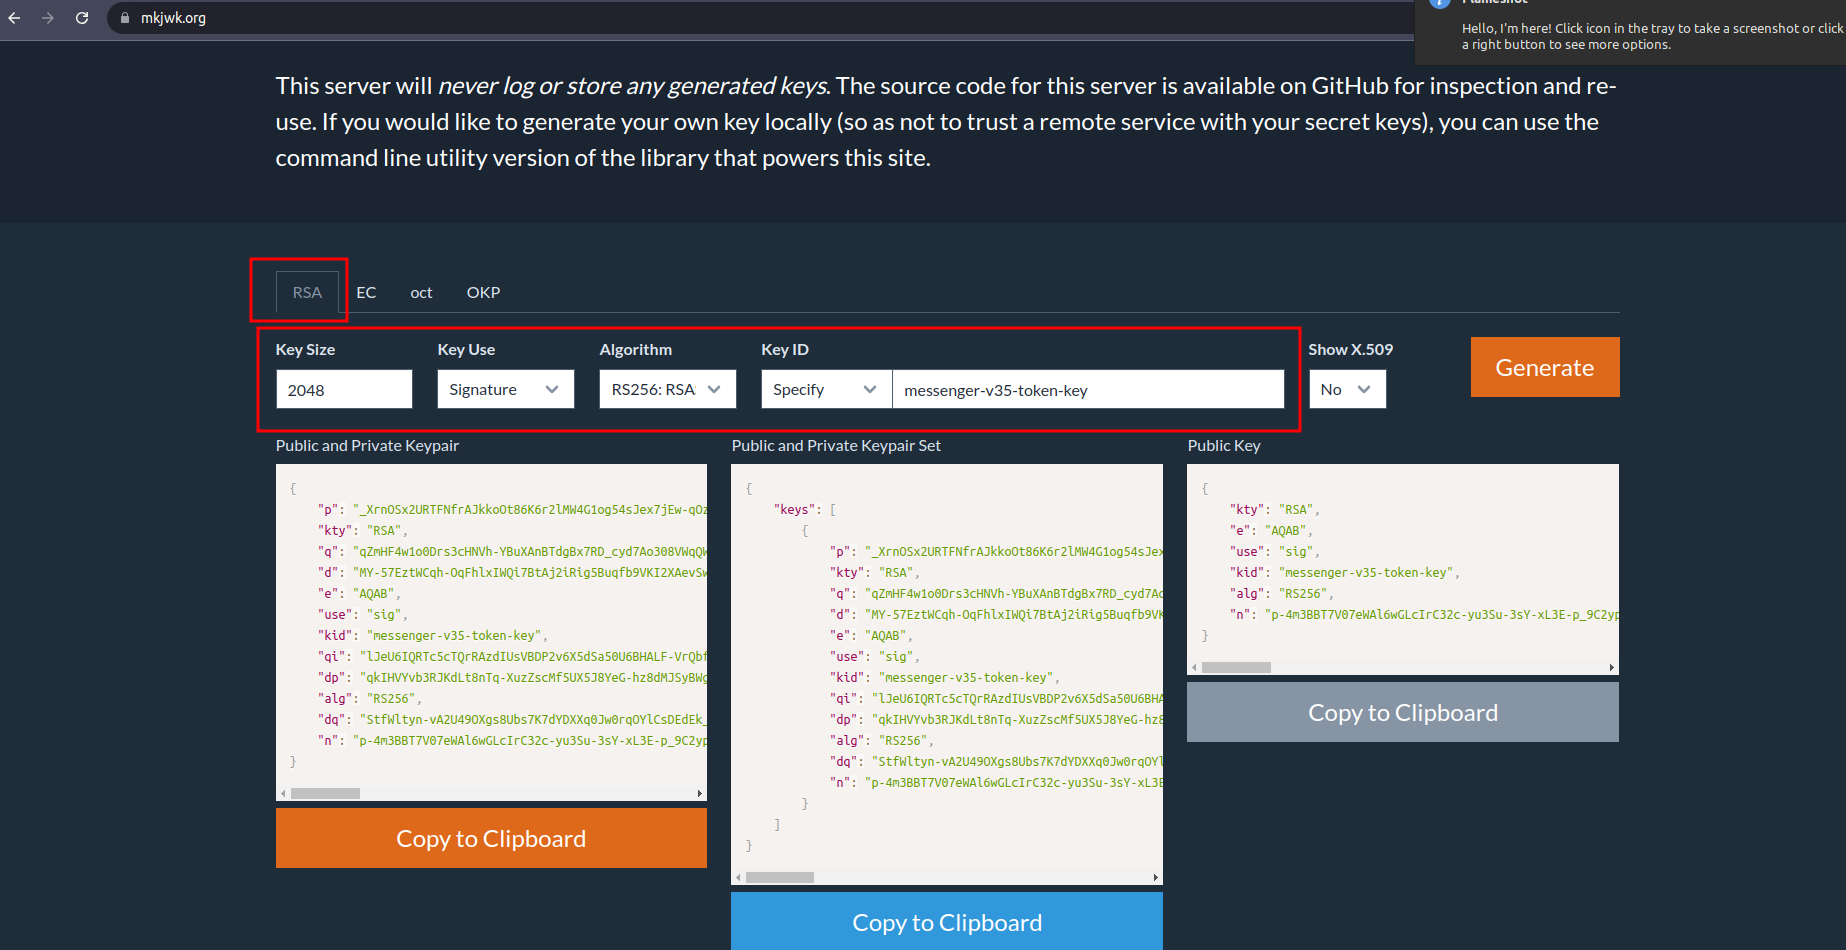 mkjwk.org
Flameshot
Hello, I'm here! Click icon in the tray to take a screenshot or click
a right button to see more options.
This server will never log or store any generated keys. The source code for this server is available on GitHub for inspection and re-
use. If you would like to generate your own key locally (so as not to trust a remote service with your secret keys), you can use the
command line utility version of the library that powers this site.
RSA EC oct OKP
Key Size Key Use Algorithm Key ID Show X.509
2048 Signature RS256: RSA Specify messenger-v35-token-key No Generate
Public and Private Keypair
{
"p": "_XrnOSx2URTFNfrAJkkoOt86K6r2lMW4G1og54sJex7jEw-qOz
"kty": "RSA",
"q": "qZmHF4w1o0Drs3cHNVh-YBuXAnBTdgBx7RD_cyd7Ao308VWqQW
"d": "MY-57EztWCqh-OqFhlxIWQi7BtAj2iRig5Buqfb9VKI2XAevSw
"e": "AQAB",
"use": "sig",
"kid": "messenger-v35-token-key",
"qi": "lJeU6IQRTc5cTQrRAzdIUsVBDP2v6X5dSa50U6BHALF-VrQbf
"dp": "qkIHVYvb3RJKdLt8nTq-XuzZscMf5UX5J8YeG-hz8dMJSyBWg
"alg": "RS256",
"dq": "StfWltyn-vA2U49OXgs8Ubs7K7dYDXXq0Jw0rqOYlCsDEdEk_
"n": "p-4m3BBT7V07eWAl6wGLcIrC32c-yu3Su-3sY-xL3E-p_9C2yp
}
Copy to Clipboard
Public and Private Keypair Set
{
"keys": [
{
"p": "_XrnOSx2URTFNfrAJkkoOt86K6r2lMW4G1og54sJex
"kty": "RSA",
"q": "qZmHF4w1o0Drs3cHNVh-YBuXAnBTdgBx7RD_cyd7Ao
"d": "MY-57EztWCqh-OqFhlxIWQi7BtAj2iRig5Buqfb9VK
"e": "AQAB",
"use": "sig",
"kid": "messenger-v35-token-key",
"qi": "lJeU6IQRTc5cTQrRAzdIUsVBDP2v6X5dSa50U6BHA
"dp": "qkIHVYvb3RJKdLt8nTq-XuzZscMf5UX5J8YeG-hz8
"alg": "RS256",
"dq": "StfWltyn-vA2U49OXgs8Ubs7K7dYDXXq0Jw0rqOYl
"n": "p-4m3BBT7V07eWAl6wGLcIrC32c-yu3Su-3sY-xL3E
}
]
}
Copy to Clipboard
Public Key
{
"kty": "RSA",
"e": "AQAB",
"use": "sig",
"kid": "messenger-v35-token-key",
"alg": "RS256",
"n": "p-4m3BBT7V07eWAl6wGLcIrC32c-yu3Su-3sY-xL3E-p_9C2yp
}
Copy to Clipboard